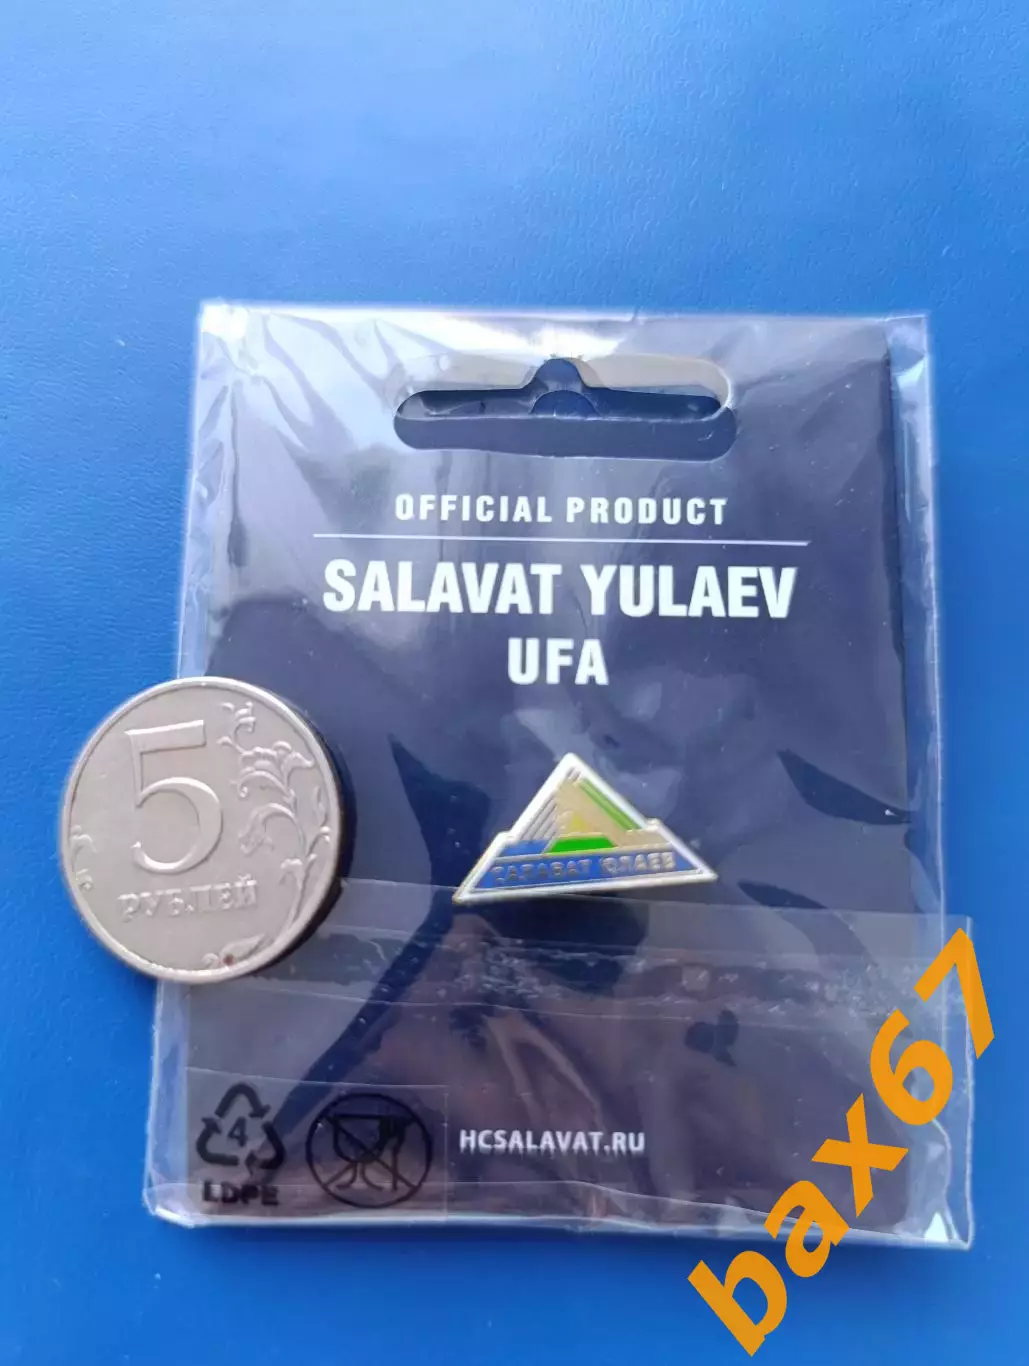 OFFICIAL PRODUCT
SALAVAT YULAEV
UFA
5
РУБЛЕЙ
САЛАВАТ ЮЛАЕВ
4
LDPE
HCSALAVAT.RU
bax67